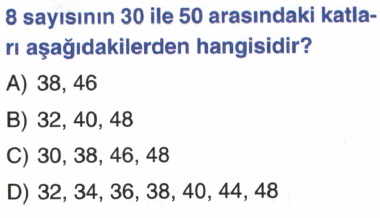 8 sayısının 30 ile 50 arasındaki katla-
rı aşağıdakilerden hangisidir?
A) 38, 46
B) 32, 40, 48
C) 30, 38, 46, 48
D) 32, 34, 36, 38, 40, 44, 48